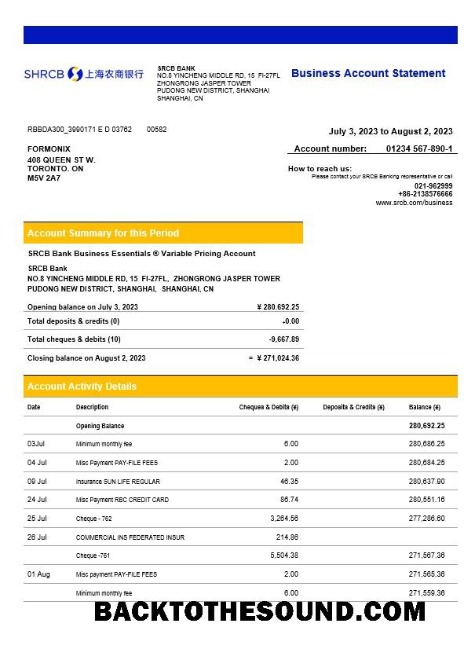 SHRCB 上海农商银行
SRCB BANK
NO.8 YINCHENG MIDDLE RD, 15 FI-27FL
ZHONGRONG JASPER TOWER
PUDONG NEW DISTRICT, SHANGHAI
SHANGHAI, CN
Business Account Statement
RBBDA300_3990171 E D 03762 00582
July 3, 2023 to August 2, 2023
FORMONIX
408 QUEEN ST W.
TORONTO. ON
M5V 2A7
Account number: 01234 567-890-1
How to reach us:
Please contact your SRCB Banking representative or call
021-962999
+86-2138576666
www.srcb.com/business
Account Summary for this Period
SRCB Bank Business Essentials ® Variable Pricing Account
SRCB Bank
NO.8 YINCHENG MIDDLE RD, 15 FI-27FL, ZHONGRONG JASPER TOWER
PUDONG NEW DISTRICT, SHANGHAI, SHANGHAI, CN
Opening balance on July 3, 2023 ¥ 280,692.25
Total deposits & credits (0) -0.00
Total cheques & debits (10) -9,667.89
Closing balance on August 2, 2023 = ¥ 271,024.36
Account Activity Details
Date Description Cheques & Debits (¥) Deposits & Credits (¥) Balance (¥)
Opening Balance 280,692.25
03Jul Minimum monthly fee 6.00 280,686.25
04 Jul Misc Payment PAY-FILE FEES 2.00 280,684.25
09 Jul Insurance SUN LIFE REGULAR 46.35 280,637.90
24 Jul Misc Payment RBC CREDIT CARD 86.74 280,551.16
25 Jul Cheque - 762 3,264.56 277,286.60
26 Jul COMMERCIAL INS FEDERATED INSUR 214.86
Cheque -761 5,504.38 271,567.36
01 Aug Misc payment PAY-FILE FEES 2.00 271,565.36
Minimum monthly fee 6.00 271,559.36
BACKTOTHESOUND.COM